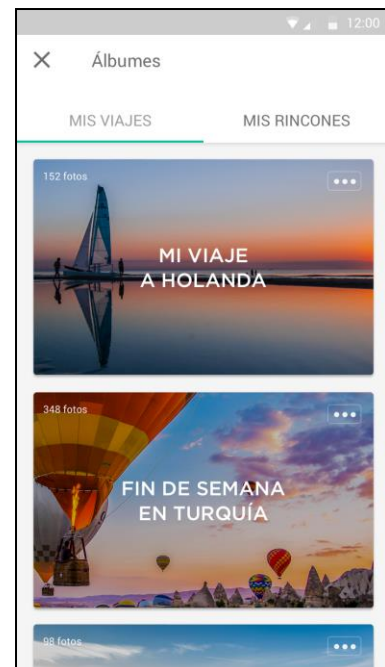 12:00
Álbumes
MIS VIAJES MIS RINCONES
152 fotos
MI VIAJE
A HOLANDA
348 fotos
FIN DE SEMANA
EN TURQUÍA
98 fotos